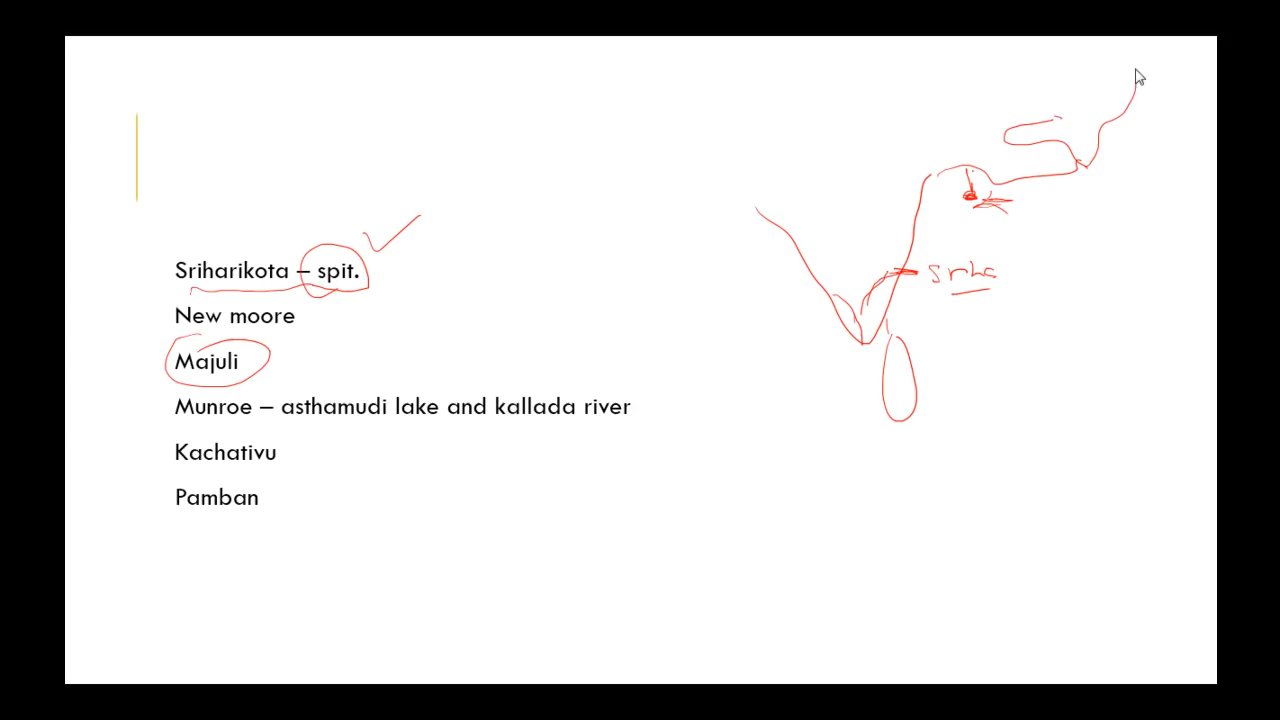 Sriharikota – spit.
New moore
Majuli
Munroe – asthamudi lake and kallada river
Kachativu
Pamban